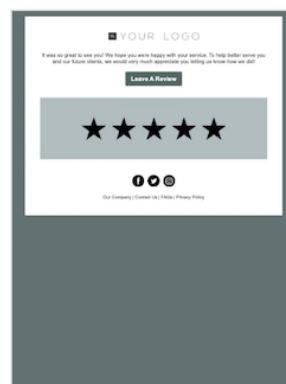 YOUR LOGO
It was so great to see you! We hope you were happy with your service. To help better serve you
and our future clients, we would very much appreciate you letting us know how we did!
Leave A Review
Our Company | Contact Us | FAQs | Privacy Policy